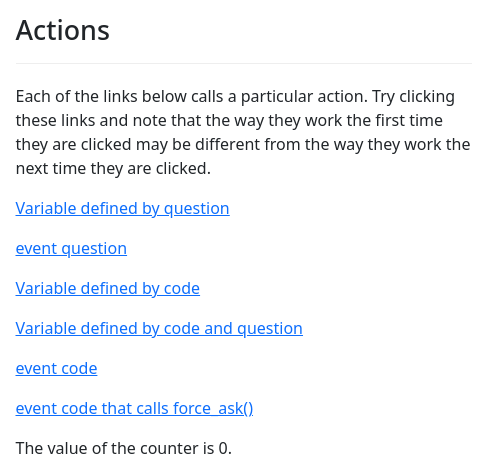 Actions
Each of the links below calls a particular action. Try clicking
these links and note that the way they work the first time
they are clicked may be different from the way they work the
next time they are clicked.
Variable defined by question
event question
Variable defined by code
Variable defined by code and question
event code
event code that calls force_ask()
The value of the counter is 0.